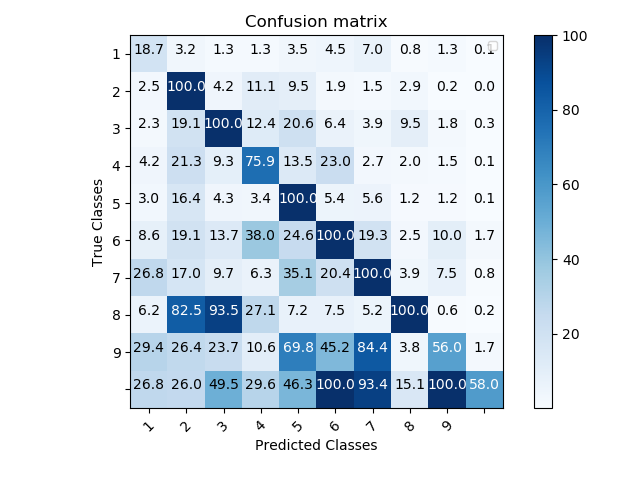 Confusion matrix
1 18.7 3.2 1.3 1.3 3.5 4.5 7.0 0.8 1.3 0.1 100
2 2.5 100.0 4.2 11.1 9.5 1.9 1.5 2.9 0.2 0.0
3 2.3 19.1 100.0 12.4 20.6 6.4 3.9 9.5 1.8 0.3 80
4 4.2 21.3 9.3 75.9 13.5 23.0 2.7 2.0 1.5 0.1
True Classes
5 3.0 16.4 4.3 3.4 100.0 5.4 5.6 1.2 1.2 0.1 60
6 8.6 19.1 13.7 38.0 24.6 100.0 19.3 2.5 10.0 1.7
7 26.8 17.0 9.7 6.3 35.1 20.4 100.0 3.9 7.5 0.8 40
8 6.2 82.5 93.5 27.1 7.2 7.5 5.2 100.0 0.6 0.2
9 29.4 26.4 23.7 10.6 69.8 45.2 84.4 3.8 56.0 1.7 20
26.8 26.0 49.5 29.6 46.3 100.0 93.4 15.1 100.0 58.0
1 2 3 4 5 6 7 8 9
Predicted Classes